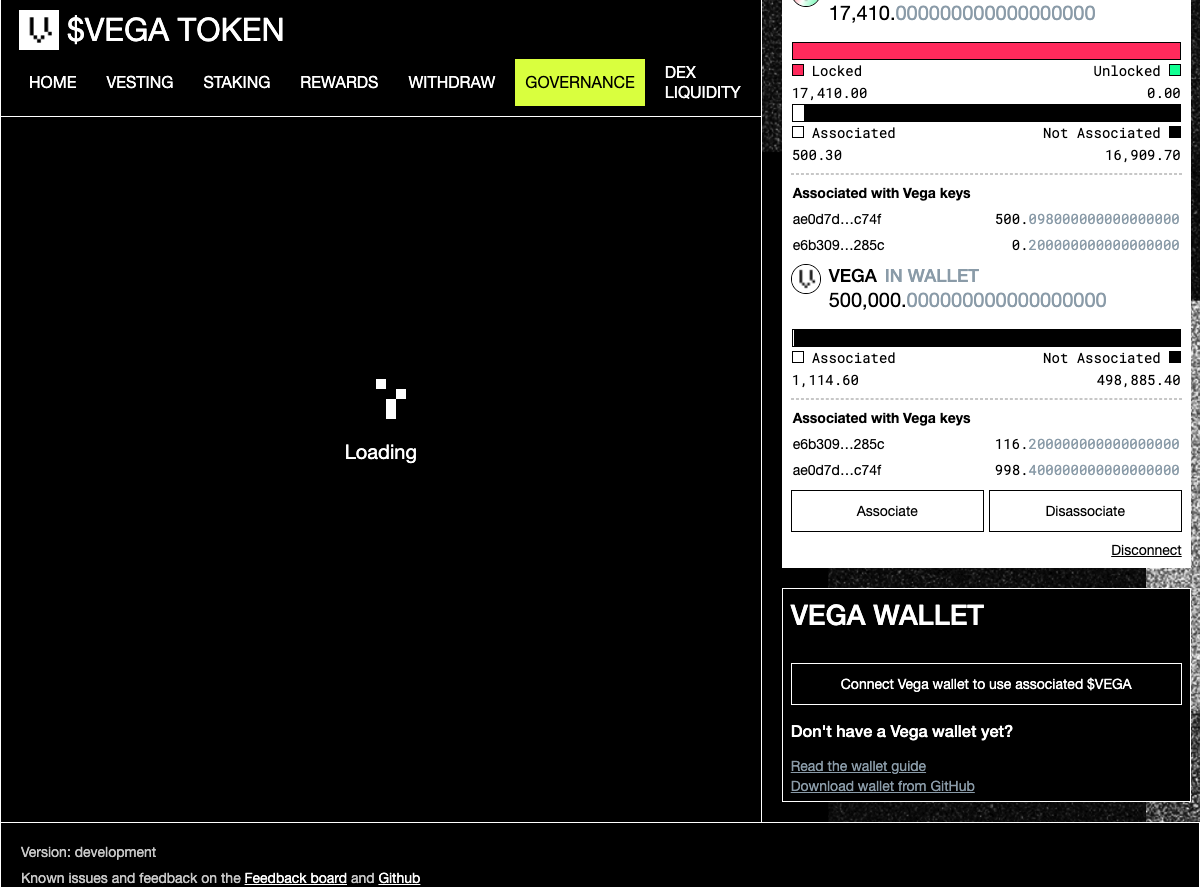 $VEGA TOKEN
HOME VESTING STAKING REWARDS WITHDRAW GOVERNANCE DEX LIQUIDITY
Loading
17,410.000000000000000000
Locked Unlocked
17,410.00 0.00
Associated Not Associated
500.30 16,909.70
Associated with Vega keys
ae0d7d…c74f 500.098000000000000000
e6b309…285c 0.200000000000000000
VEGA IN WALLET
500,000.000000000000000000
Associated Not Associated
1,114.60 498,885.40
Associated with Vega keys
e6b309…285c 116.200000000000000000
ae0d7d…c74f 998.400000000000000000
Associate Disassociate
Disconnect
VEGA WALLET
Connect Vega wallet to use associated $VEGA
Don't have a Vega wallet yet?
Read the wallet guide
Download wallet from GitHub
Version: development
Known issues and feedback on the Feedback board and Github